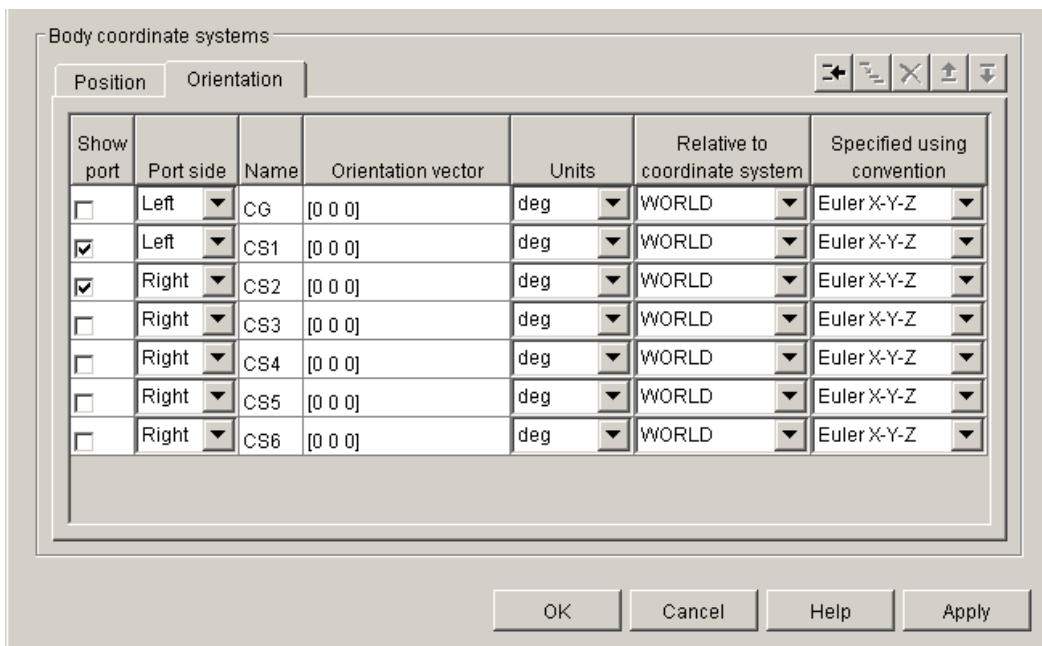 Body coordinate systems
Position Orientation
Show port Port side Name Orientation vector Units Relative to coordinate system Specified using convention
Left CG [0 0 0] deg WORLD Euler X-Y-Z
Left CS1 [0 0 0] deg WORLD Euler X-Y-Z
Right CS2 [0 0 0] deg WORLD Euler X-Y-Z
Right CS3 [0 0 0] deg WORLD Euler X-Y-Z
Right CS4 [0 0 0] deg WORLD Euler X-Y-Z
Right CS5 [0 0 0] deg WORLD Euler X-Y-Z
Right CS6 [0 0 0] deg WORLD Euler X-Y-Z
OK Cancel Help Apply